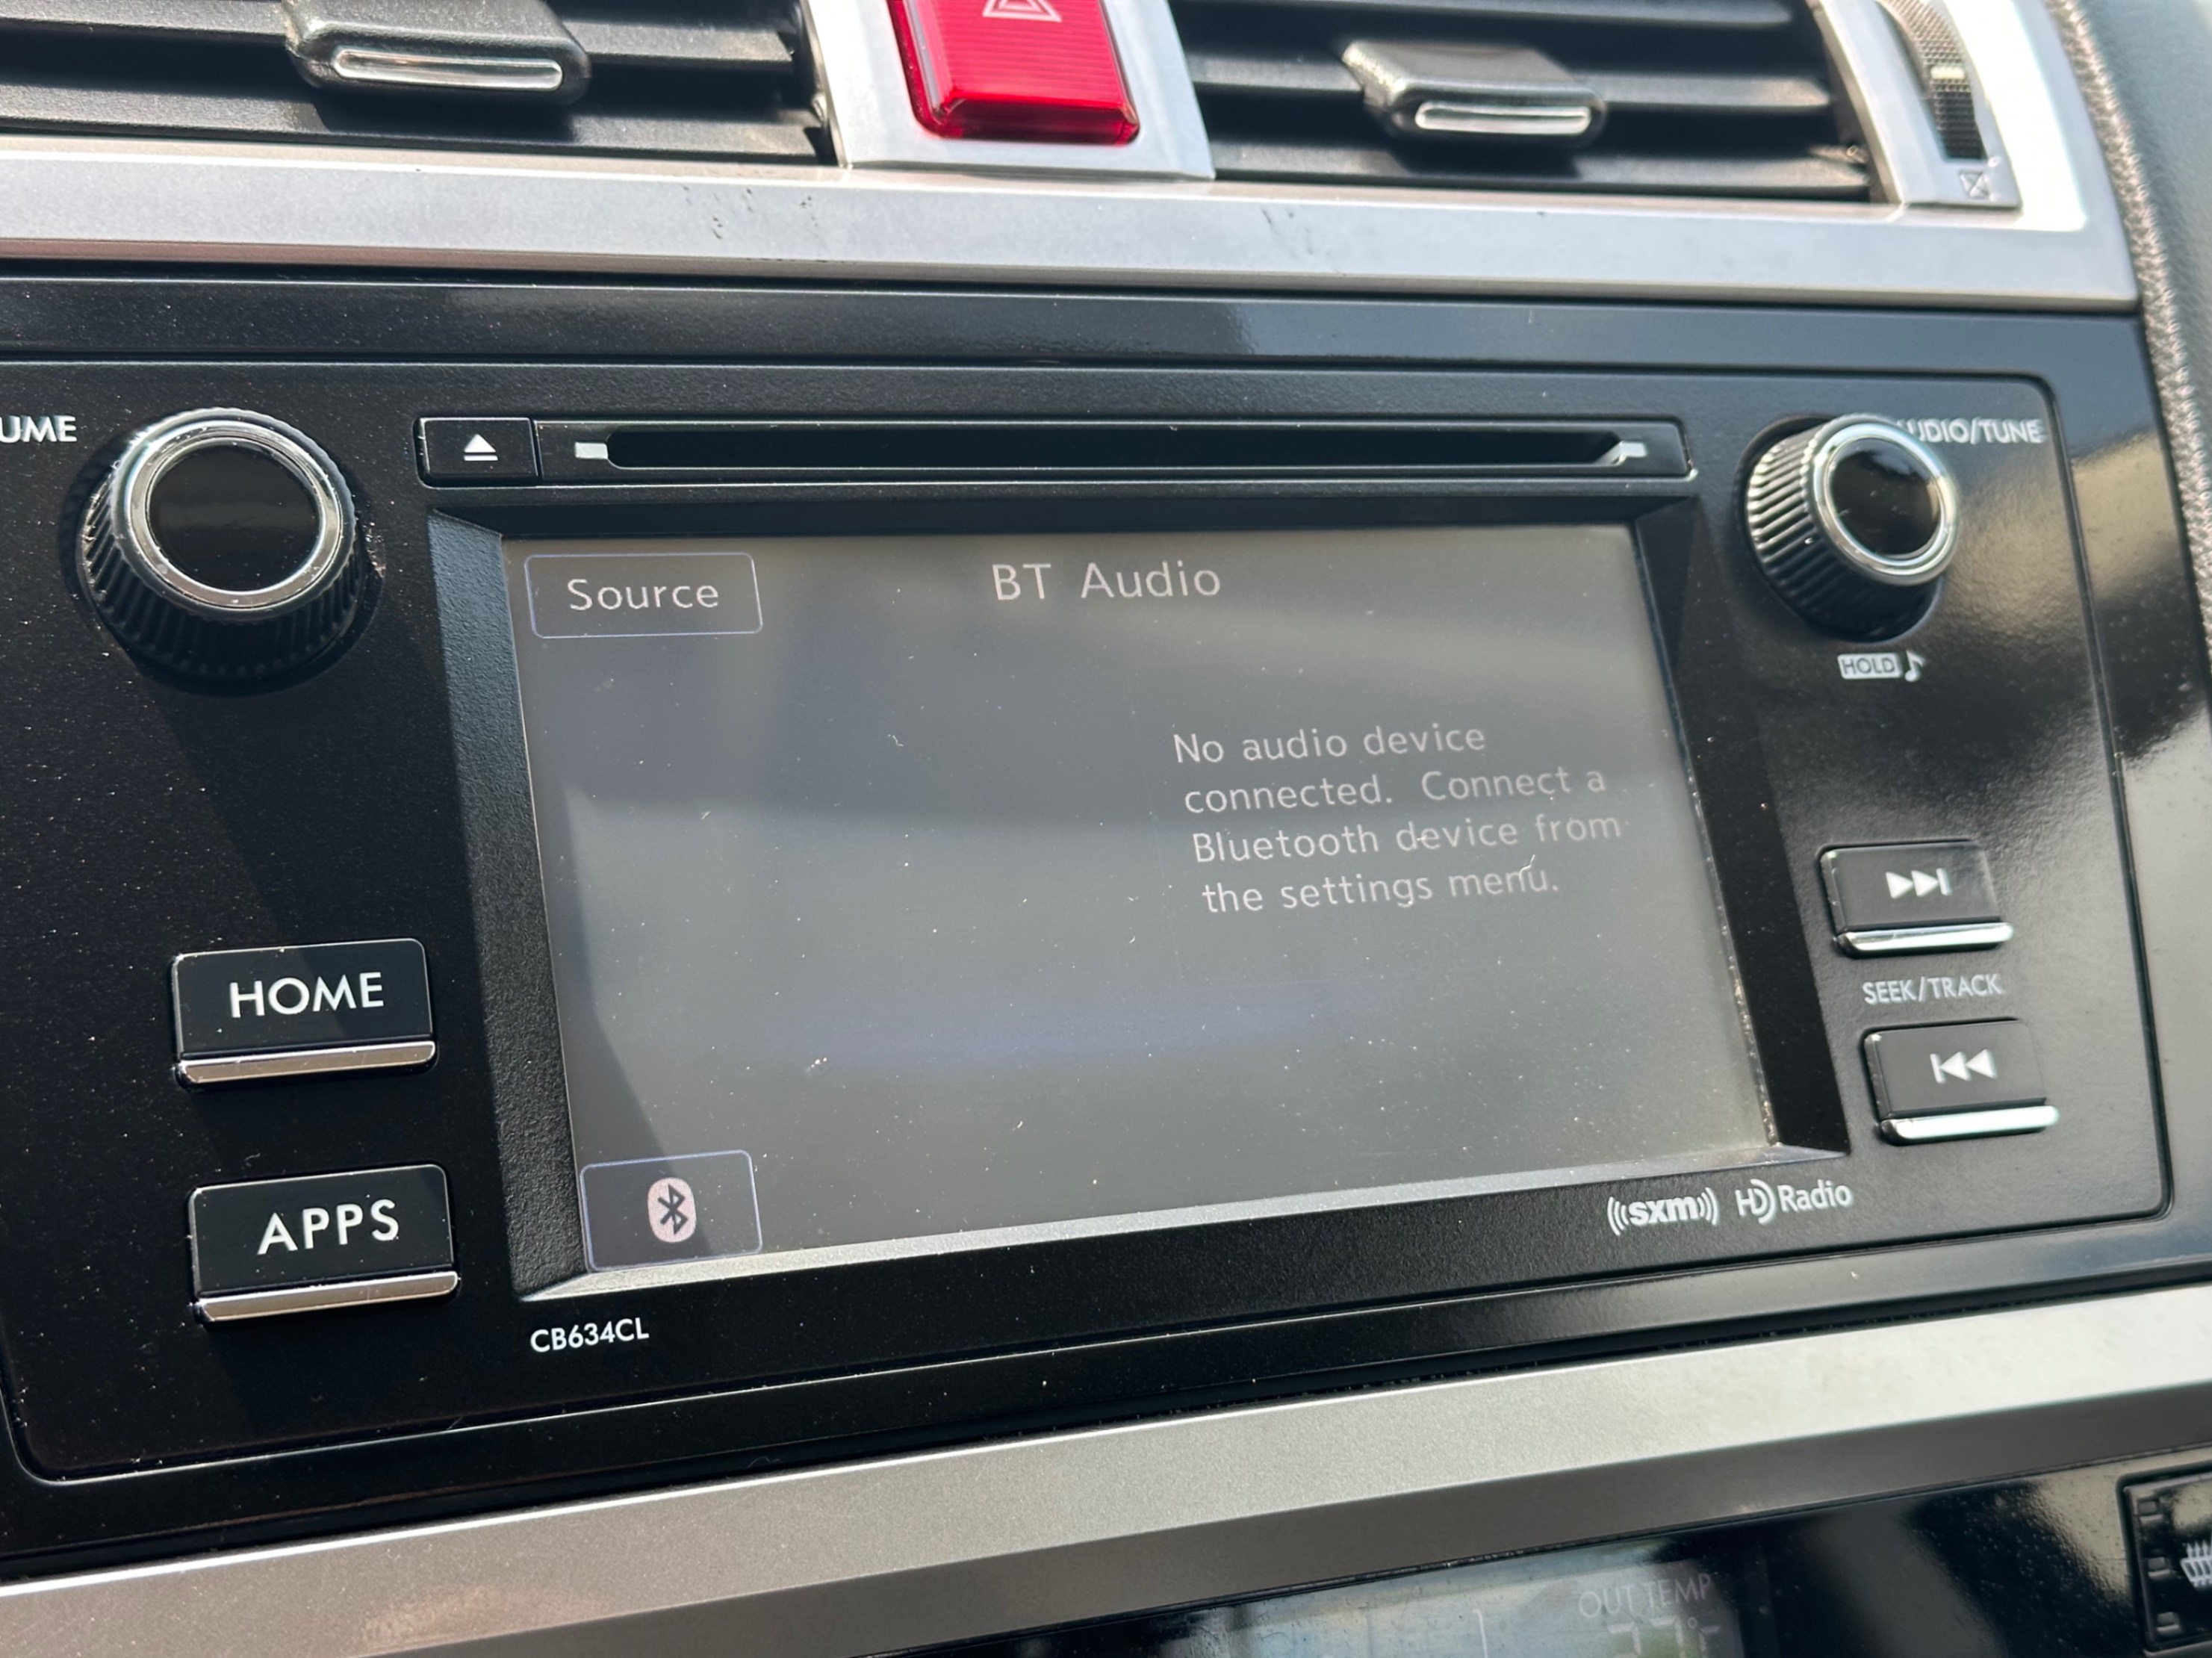 UME
UDIO/TUNE
Source
BT Audio
HOLD
No audio device
connected. Connect a
Bluetooth device from
the settings menu.
HOME
SEEK/TRACK
APPS
((sxm)) HD Radio
CB634CL
OUT TEMP